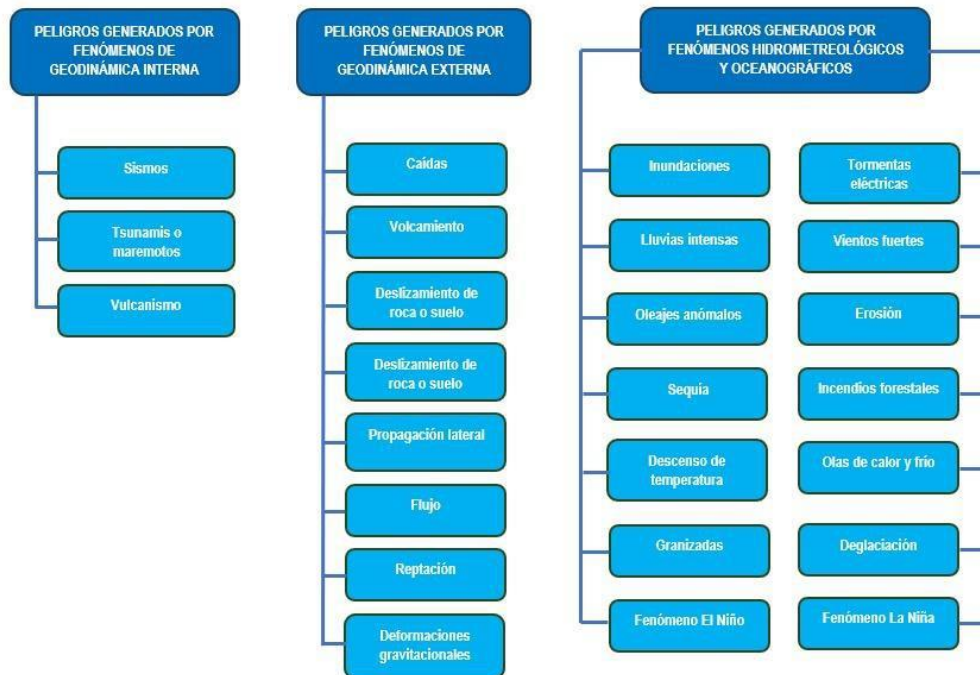 PELIGROS GENERADOS POR
FENÓMENOS DE
GEODINÁMICA INTERNA
Sismos
Tsunamis o
maremotos
Vulcanismo
PELIGROS GENERADOS POR
FENÓMENOS DE
GEODINÁMICA EXTERNA
Caídas
Volcamiento
Deslizamiento de
roca o suelo
Deslizamiento de
roca o suelo
Propagación lateral
Flujo
Reptación
Deformaciones
gravitacionales
PELIGROS GENERADOS POR
FENÓMENOS HIDROMETREOLÓGICOS
Y OCEANOGRÁFICOS
Inundaciones
Lluvias intensas
Oleajes anómalos
Sequia
Descenso de
temperatura
Granizadas
Fenómeno El Niño
Tormentas
eléctricas
Vientos fuertes
Erosión
Incendios forestales
Olas de calor y frío
Deglaciación
Fenómeno La Niña